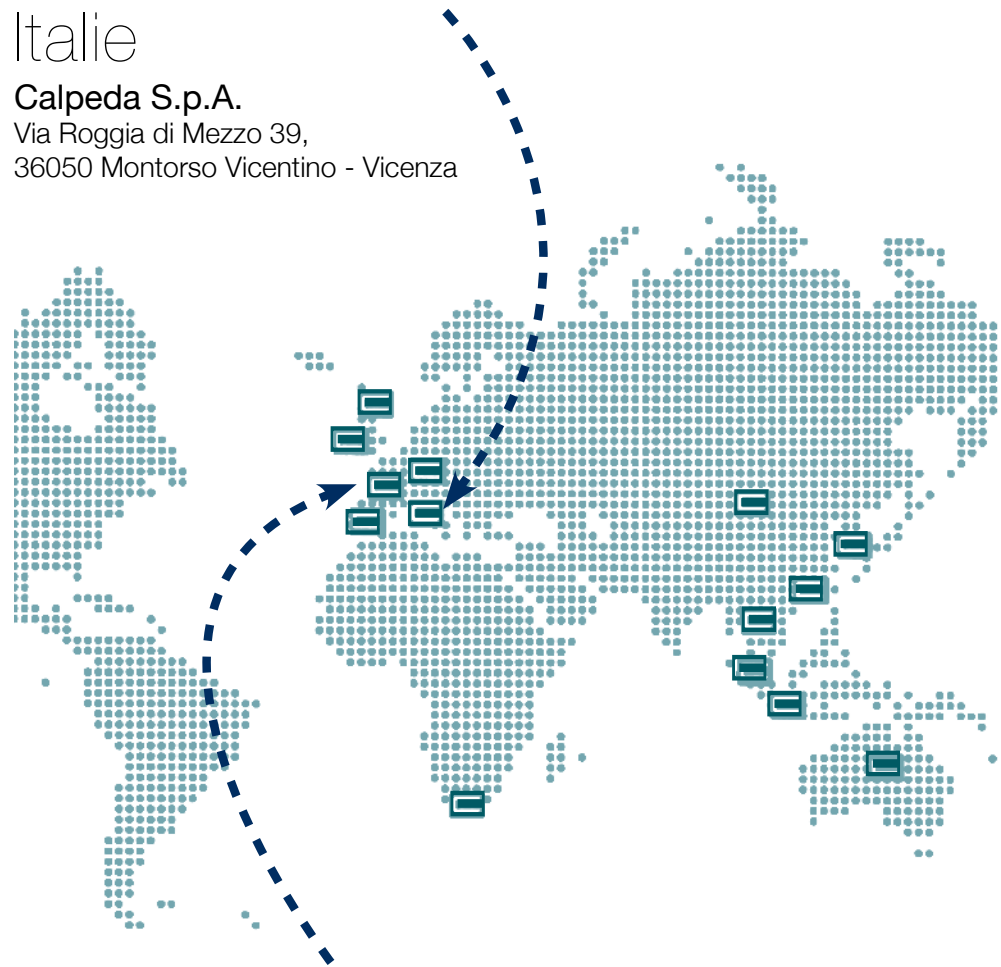 Italie
Calpeda S.p.A.
Via Roggia di Mezzo 39,
36050 Montorso Vicentino - Vicenza